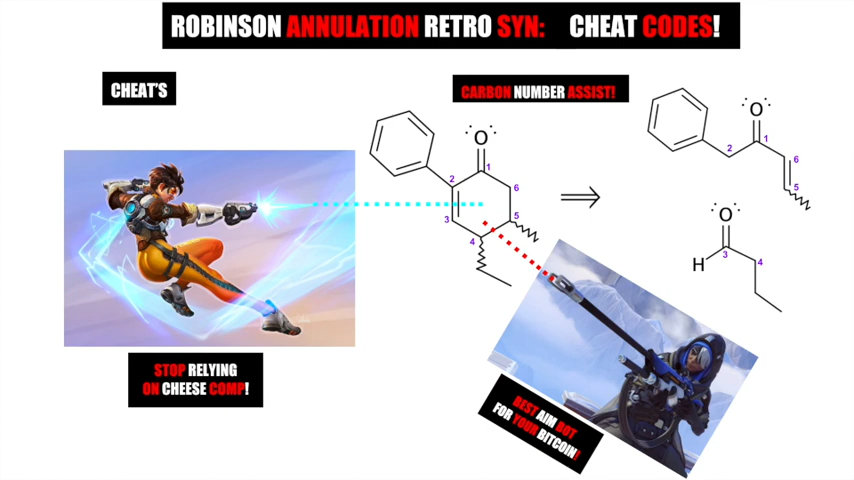 ROBINSON ANNULATION RETRO SYN: CHEAT CODES!
CHEAT'S
CARBON NUMBER ASSIST!
O
1
2
3
4
5
6
O
1
2
6
5
O
H
3
4
STOP RELYING
ON CHEESE COMP!
BEST AIM BOT
FOR YOUR BITCOIN!